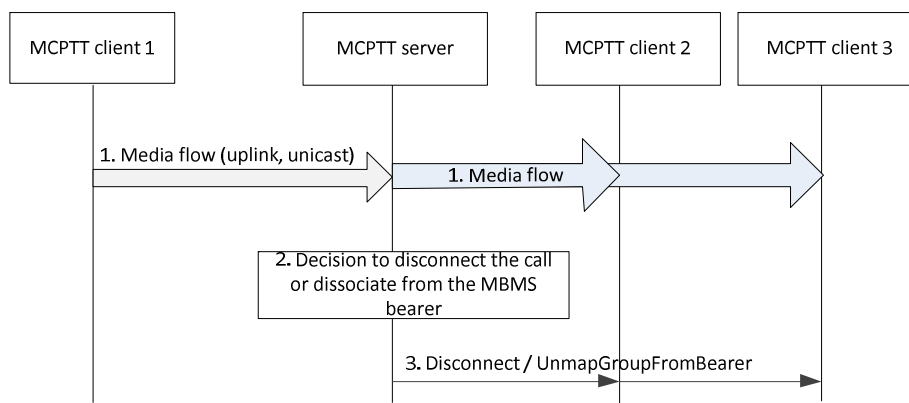 MCPTT client 1
MCPTT server
MCPTT client 2
MCPTT client 3
1. Media flow (uplink, unicast)
1. Media flow
2. Decision to disconnect the call
or dissociate from the MBMS
bearer
3. Disconnect / UnmapGroupFromBearer